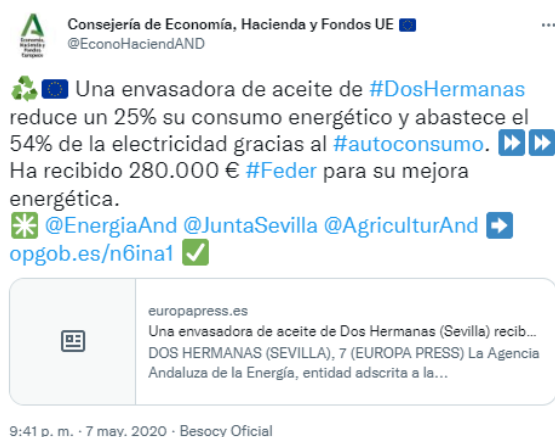 Consejería de Economía, Hacienda y Fondos UE 🇪🇺
@EconoHaciendAND
♻️🇪🇺 Una envasadora de aceite de #DosHermanas
reduce un 25% su consumo energético y abastece el
54% de la electricidad gracias al #autoconsumo. ⏩⏩
Ha recibido 280.000 € #Feder para su mejora
energética.
✳️ @EnergiaAnd @JuntaSevilla @AgriculturAnd ➡️
opgob.es/n6ina1 ✅
europapress.es
Una envasadora de aceite de Dos Hermanas (Sevilla) recib...
DOS HERMANAS (SEVILLA), 7 (EUROPA PRESS) La Agencia
Andaluza de la Energía, entidad adscrita a la...
9:41 p. m. · 7 may. 2020 · Besocy Oficial